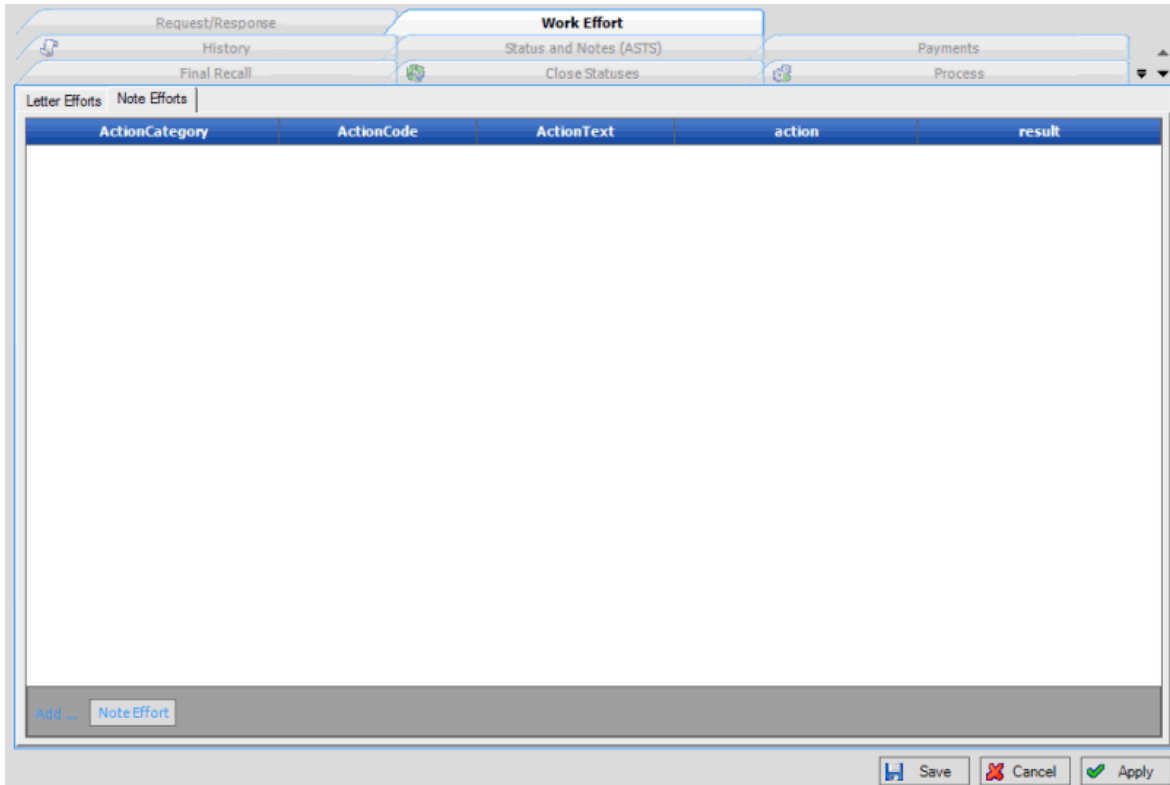 Request/Response Work Effort
History Status and Notes (ASTS) Payments
Final Recall Close Statuses Process
Letter Efforts Note Efforts
ActionCategory ActionCode ActionText action result
Add ... Note Effort
Save Cancel Apply